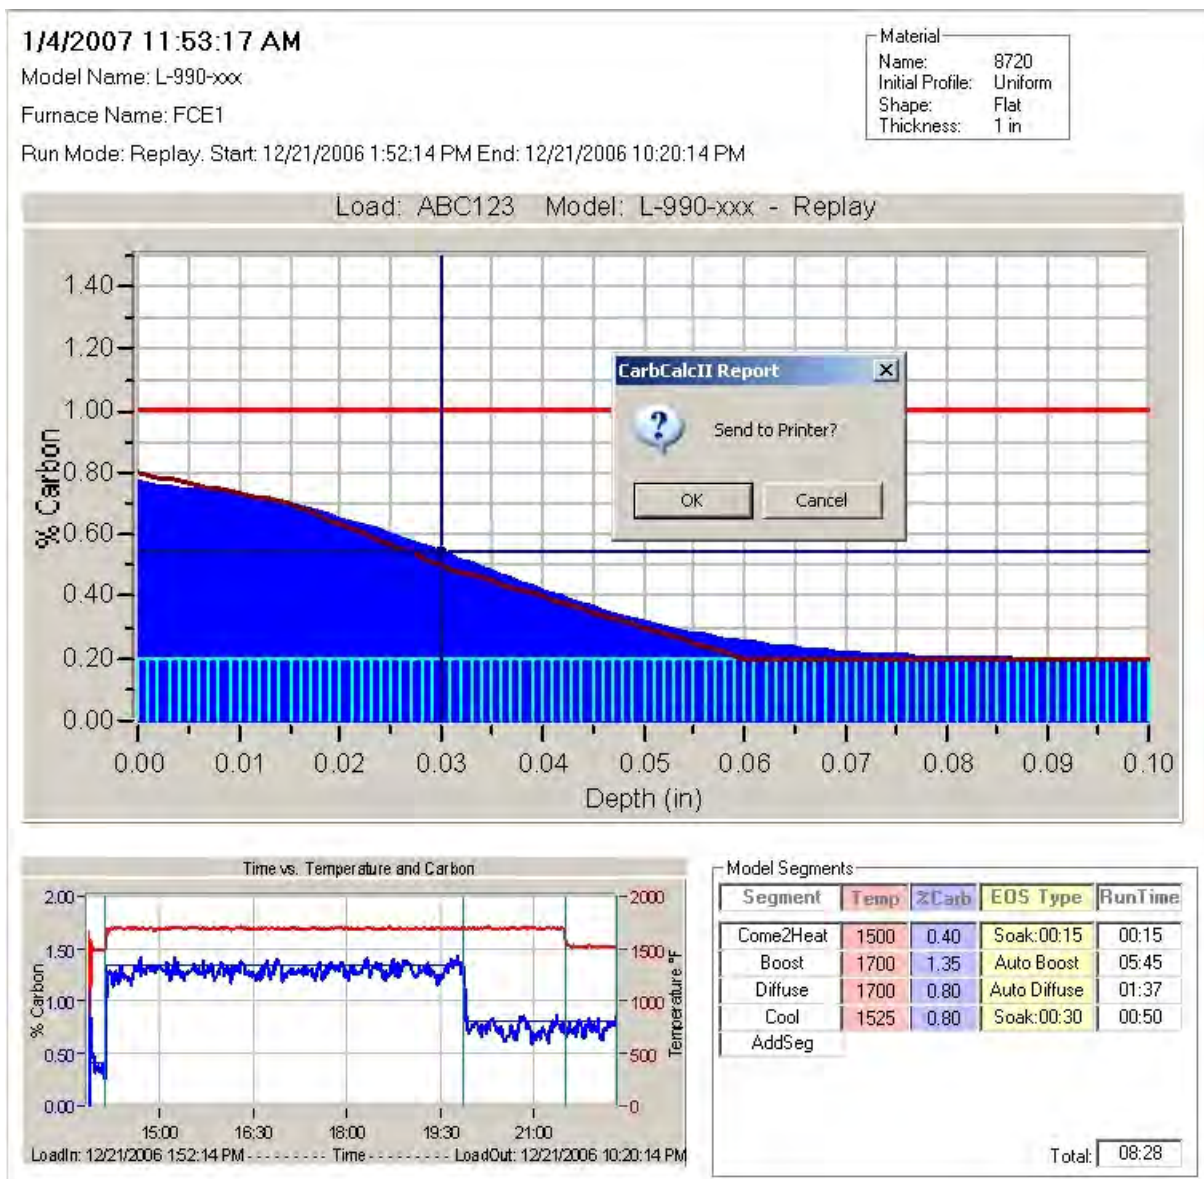 1/4/2007 11:53:17 AM
Model Name: L-990-xxx
Furnace Name: FCE1
Run Mode: Replay. Start: 12/21/2006 1:52:14 PM End: 12/21/2006 10:20:14 PM
Material
Name: 8720
Initial Profile: Uniform
Shape: Flat
Thickness: 1 in
Load: ABC123 Model: L-990-xxx - Replay
1.40
1.20
1.00
0.80
0.60
0.40
0.20
0.00
% Carbon
CarbCalcII Report
Send to Printer?
OK Cancel
0.00 0.01 0.02 0.03 0.04 0.05 0.06 0.07 0.08 0.09 0.10
Depth (in)
Time vs. Temperature and Carbon
2.00 2000
1.50 1500
1.00 1000
0.50 500
0.00 0
% Carbon
Temperature °F
15:00 16:30 18:00 19:30 21:00
LoadIn: 12/21/2006 1:52:14 PM - - - - - - - - - Time - - - - - - - - - LoadOut: 12/21/2006 10:20:14 PM
Model Segments
Segment Temp %Carb EOS Type RunTime
Come2Heat 1500 0.40 Soak:00:15 00:15
Boost 1700 1.35 Auto Boost 05:45
Diffuse 1700 0.80 Auto Diffuse 01:37
Cool 1525 0.80 Soak:00:30 00:50
AddSeg
Total: 08:28